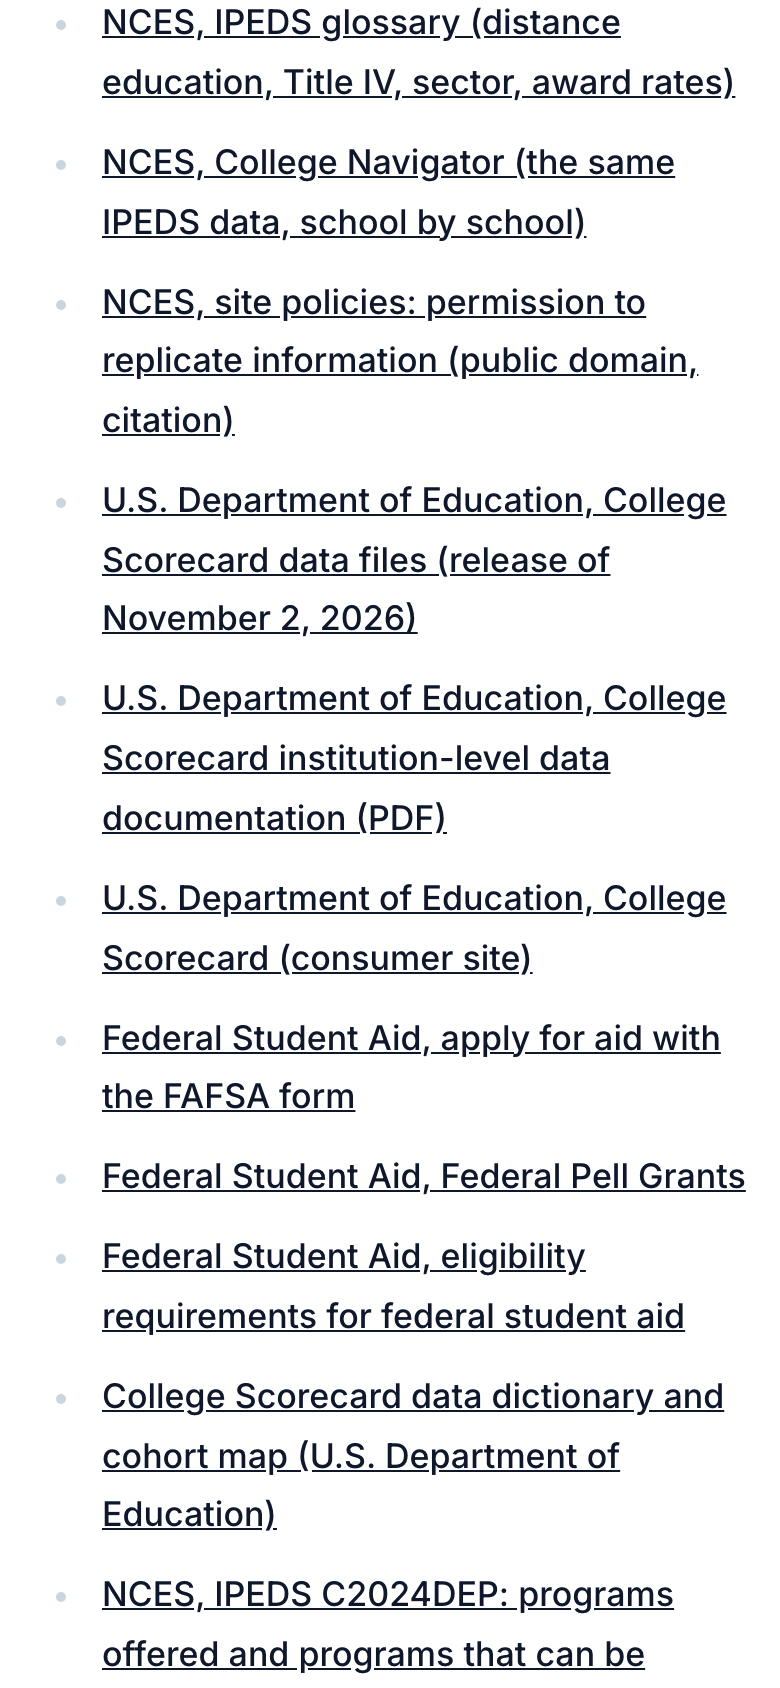 NCES, IPEDS glossary (distance
education, Title IV, sector, award rates)
NCES, College Navigator (the same
IPEDS data, school by school)
NCES, site policies: permission to
replicate information (public domain,
citation)
U.S. Department of Education, College
Scorecard data files (release of
November 2, 2026)
U.S. Department of Education, College
Scorecard institution-level data
documentation (PDF)
U.S. Department of Education, College
Scorecard (consumer site)
Federal Student Aid, apply for aid with
the FAFSA form
Federal Student Aid, Federal Pell Grants
Federal Student Aid, eligibility
requirements for federal student aid
College Scorecard data dictionary and
cohort map (U.S. Department of
Education)
NCES, IPEDS C2024DEP: programs
offered and programs that can be